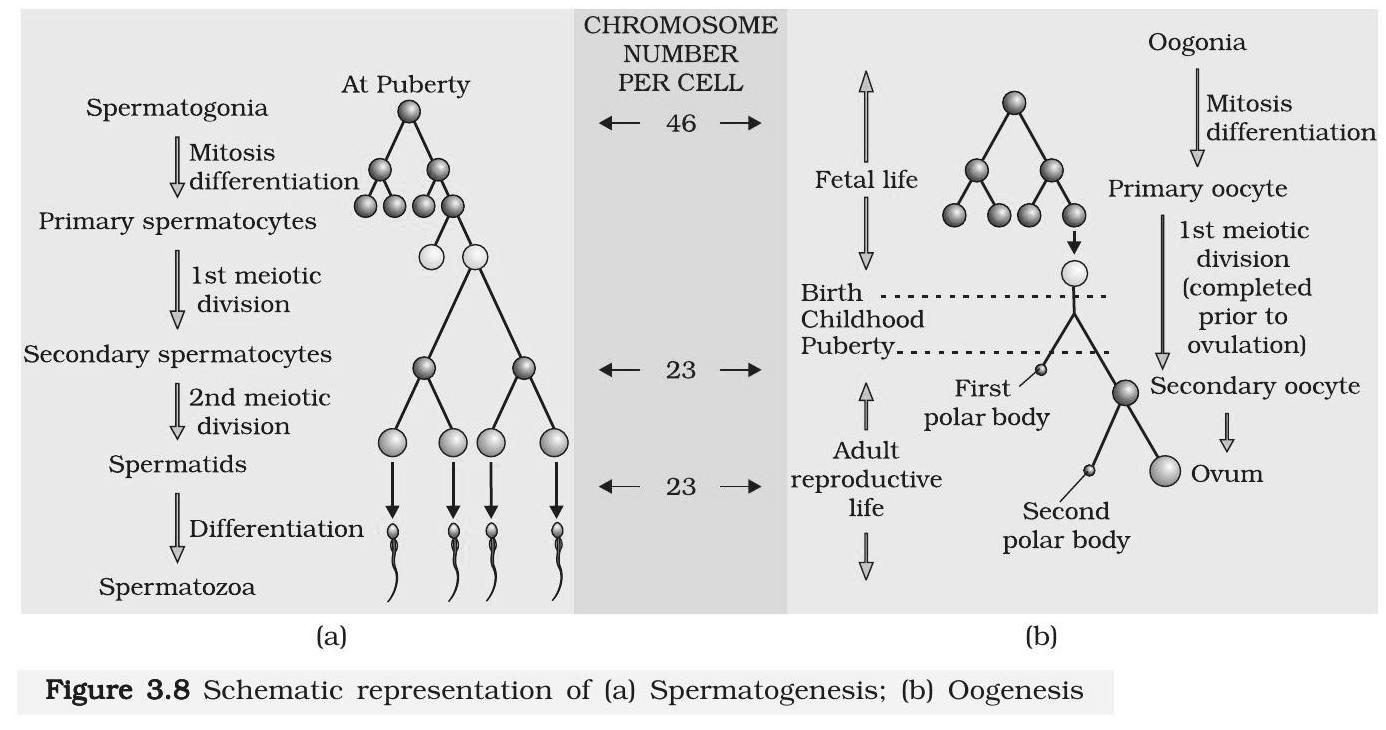 At Puberty
Spermatogonia
Mitosis
differentiation
Primary spermatocytes
1st meiotic
division
Secondary spermatocytes
2nd meiotic
division
Spermatids
Differentiation
Spermatozoa
(a)
CHROMOSOME
NUMBER
PER CELL
46
23
23
Fetal life
Birth
Childhood
Puberty
Adult
reproductive
life
First
polar body
Second
polar body
Oogonia
Mitosis
differentiation
Primary oocyte
1st meiotic
division
(completed
prior to
ovulation)
Secondary oocyte
Ovum
(b)
Figure 3.8 Schematic representation of (a) Spermatogenesis; (b) Oogenesis